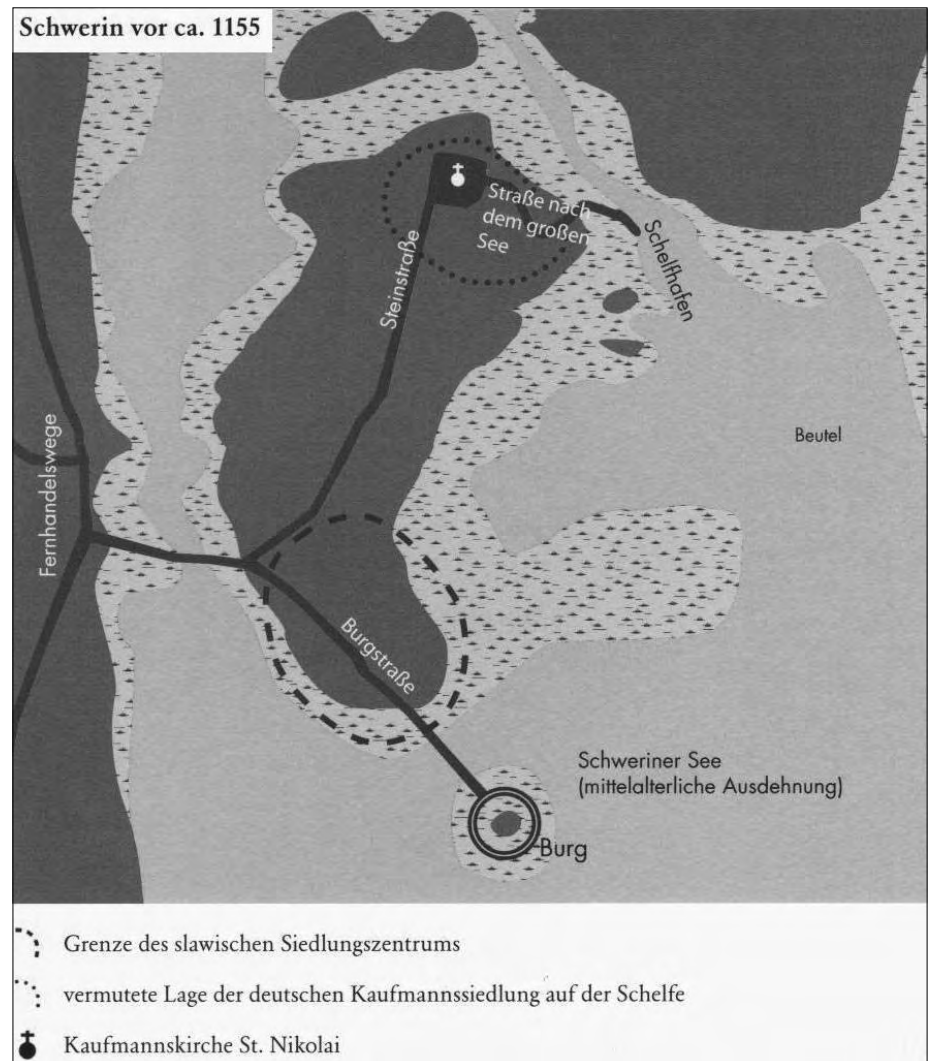 Schwerin vor ca. 1155
Straße nach
dem großen
See
Schelfhafen
Steinstraße
Beutel
Fernhandelswege
Burgstraße
Schweriner See
(mittelalterliche Ausdehnung)
Burg
Grenze des slawischen Siedlungszentrums
vermutete Lage der deutschen Kaufmannssiedlung auf der Schelfe
Kaufmannskirche St. Nikolai